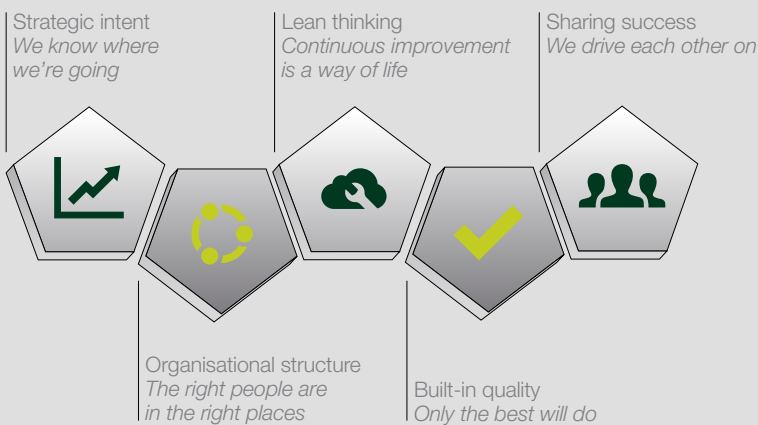 Strategic intent
We know where
we're going
Lean thinking
Continuous improvement
is a way of life
Sharing success
We drive each other on
Organisational structure
The right people are
in the right places
Built-in quality
Only the best will do